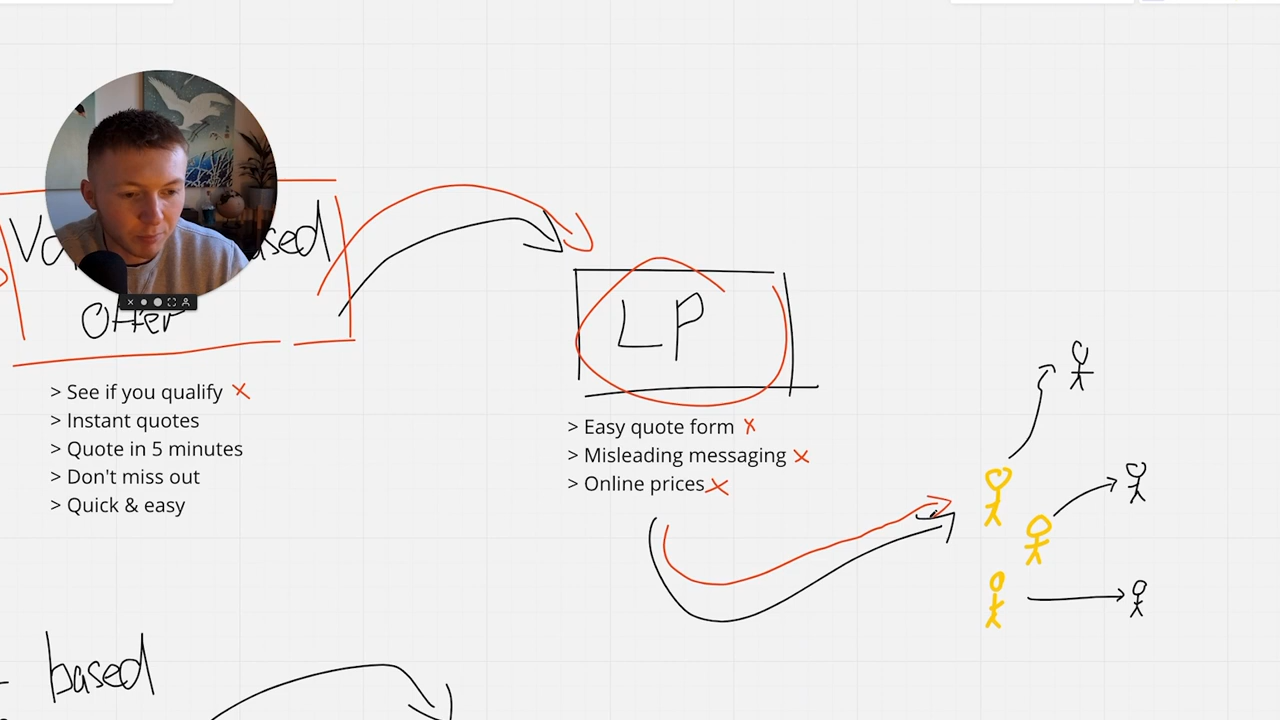 Offer
> See if you qualify X
> Instant quotes
> Quote in 5 minutes
> Don't miss out
> Quick & easy
LP
> Easy quote form X
> Misleading messaging X
> Online prices X
based